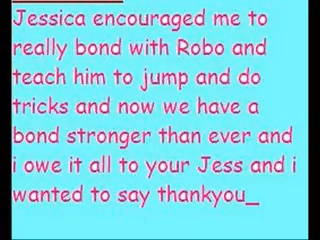 Jessica encouraged me to
really bond with Robo and
teach him to jump and do
tricks and now we have a
bond stronger than ever and
i owe it all to your Jess and i
wanted to say thankyou_